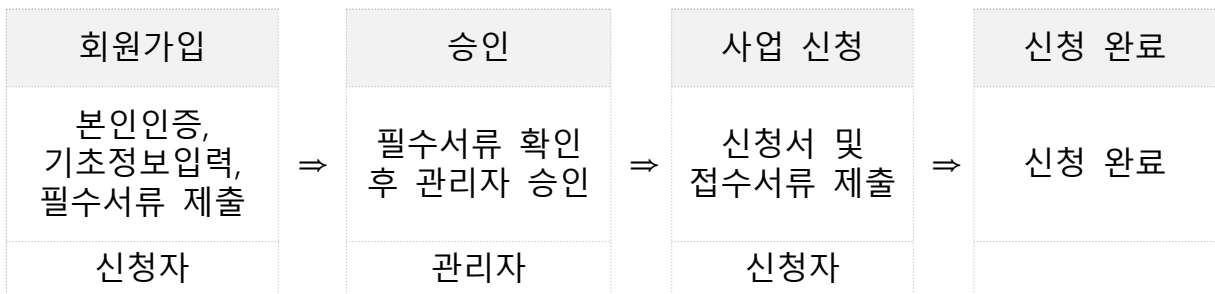 회원가입
승인
사업 신청
신청 완료
본인인증,
기초정보입력,
필수서류 제출
⇒
필수서류 확인
후 관리자 승인
⇒
신청서 및
접수서류 제출
⇒
신청 완료
신청자
관리자
신청자